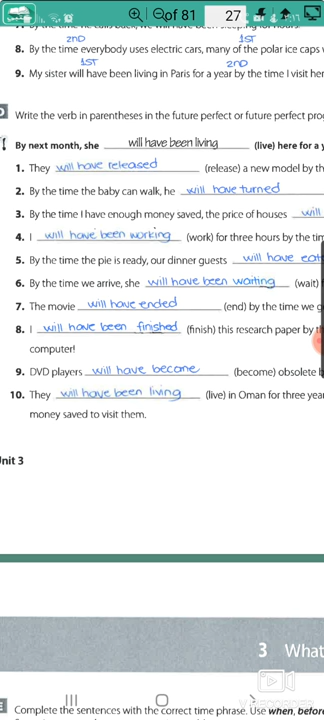 of 81 27
8. By the time everybody uses electric cars, many of the polar ice caps
2ND 1ST
9. My sister will have been living in Paris for a year by the time I visit her
1ST 2ND
Write the verb in parentheses in the future perfect or future perfect
By next month, she will have been living (live) here for a
1. They will have released (release) a new model by
2. By the time the baby can walk, he will have turned
3. By the time I have enough money saved, the price of houses will
4. I will have been working (work) for three hours by the
5. By the time the pie is ready, our dinner guests will have
6. By the time we arrive, she will have been waiting (wait)
7. The movie will have ended (end) by the time we
8. I will have been finished (finish) this research paper by
computer!
9. DVD players will have become (become) obsolete
10. They will have been living (live) in Oman for three
money saved to visit them.
Unit 3
3 What
Complete the sentences with the correct time phrase. Use when,